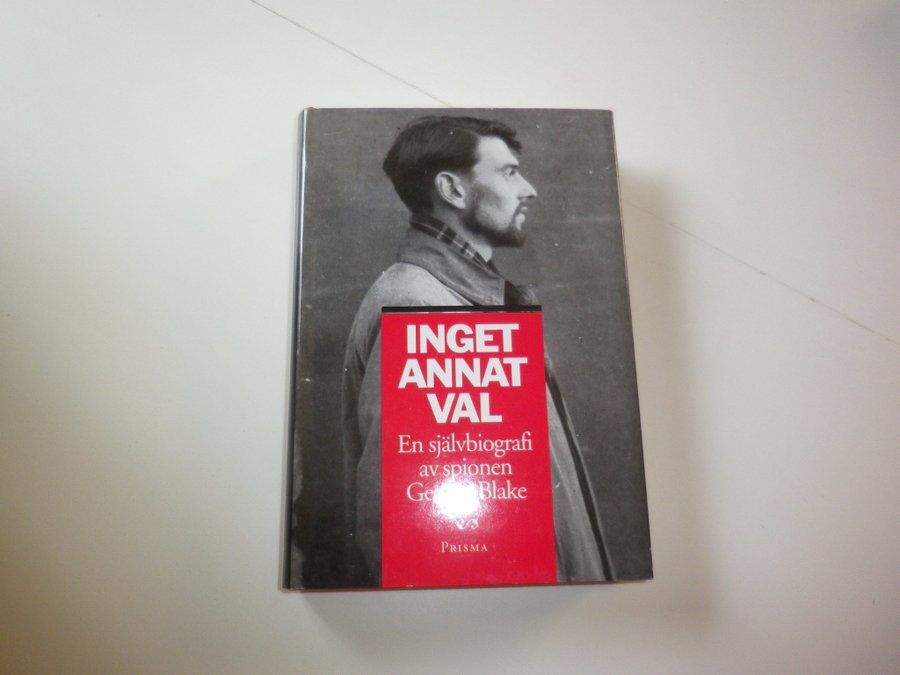 INGET
ANNAT
VAL
En självbiografi
av spionen
Blake
PRISMA